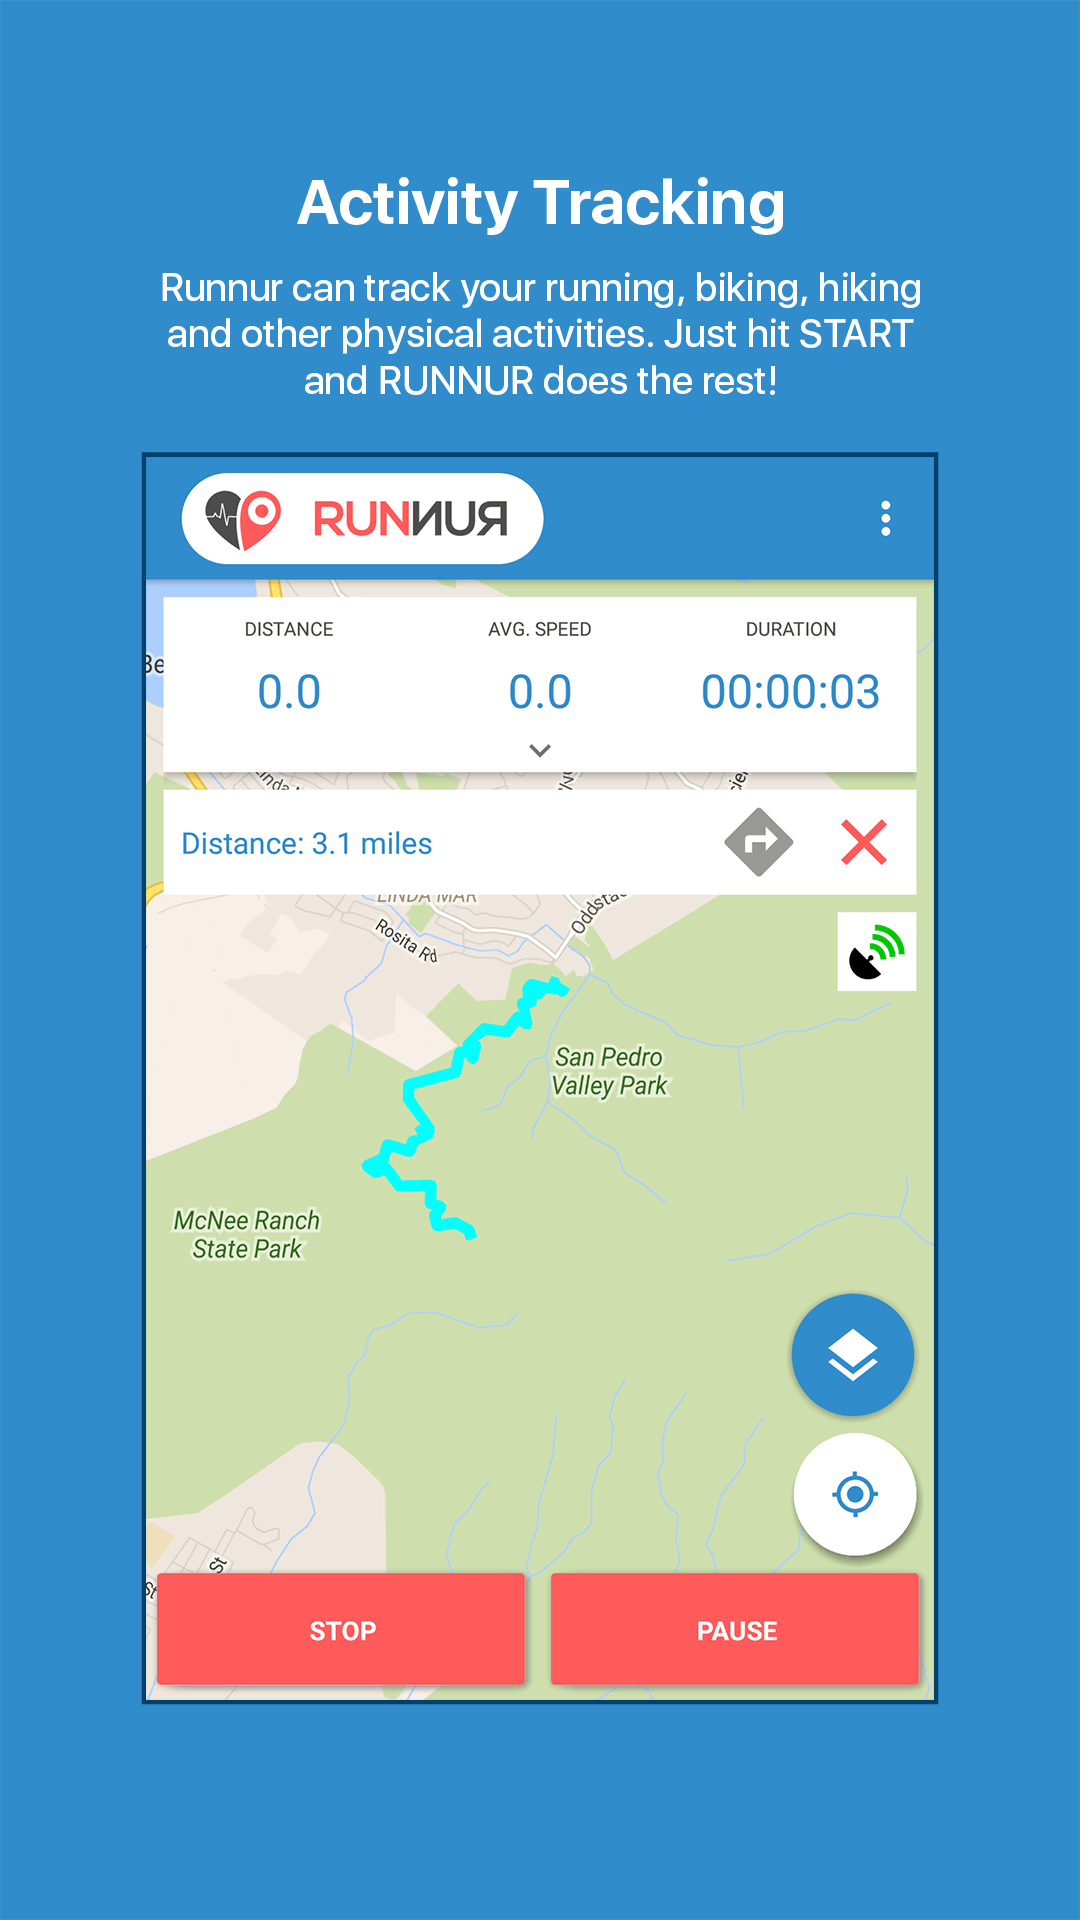 Activity Tracking
Runnur can track your running, biking, hiking
and other physical activities. Just hit START
and RUNNUR does the rest!
RUNNUR
DISTANCE
AVG. SPEED
DURATION
0.0
0.0
00:00:03
Distance: 3.1 miles
LINDA MAR
Rosita Rd
San Pedro
Valley Park
McNee Ranch
State Park
St
St
STOP
PAUSE